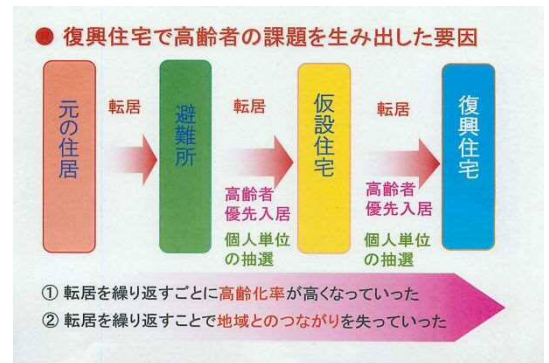 ● 復興住宅で高齢者の課題を生み出した要因
元の住居
転居
避難所
転居
高齢者
優先入居
個人単位
の抽選
仮設住宅
転居
高齢者
優先入居
個人単位
の抽選
復興住宅
① 転居を繰り返すごとに高齢化率が高くなっていった
② 転居を繰り返すことで地域とのつながりを失っていった